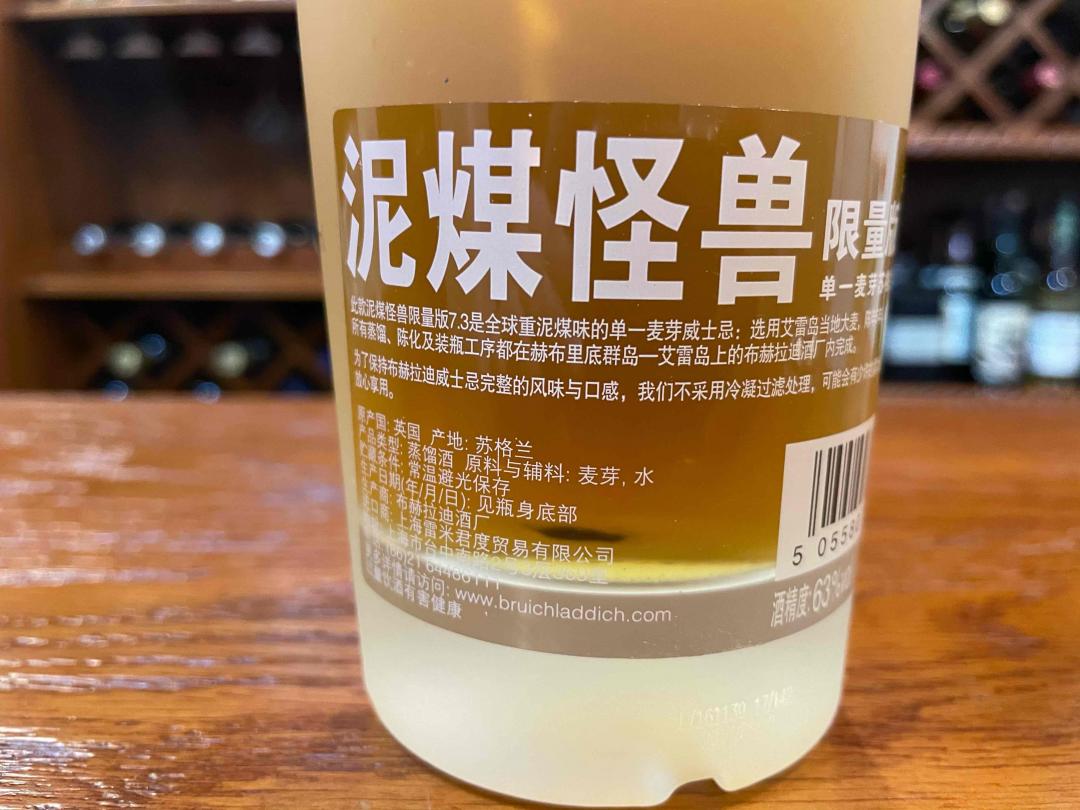 泥煤怪兽
限量版
单一麦芽苏
此款泥煤怪兽限量版7.3是全球重泥煤味的单一麦芽威士忌；选用艾雷岛当地大麦，
所有蒸馏、陈化及装瓶工序都在赫布里底群岛—艾雷岛上的布赫拉迪酒厂内完成。
为了保持布赫拉迪威士忌完整的风味与口感，我们不采用冷凝过滤处理，可能会有少
放心享用。
原产国: 英国 产地: 苏格兰
产品类型: 蒸馏酒 原料与辅料: 麦芽, 水
贮藏条件: 常温避光保存
生产日期(年/月/日): 见瓶身底部
生产商: 布赫拉迪酒厂
进口商: 上海雷米君度贸易有限公司
上海市台中南路
更多详情请访问: www.bruichladdich.com
过量饮酒有害健康
5 0558
酒精度: 63%